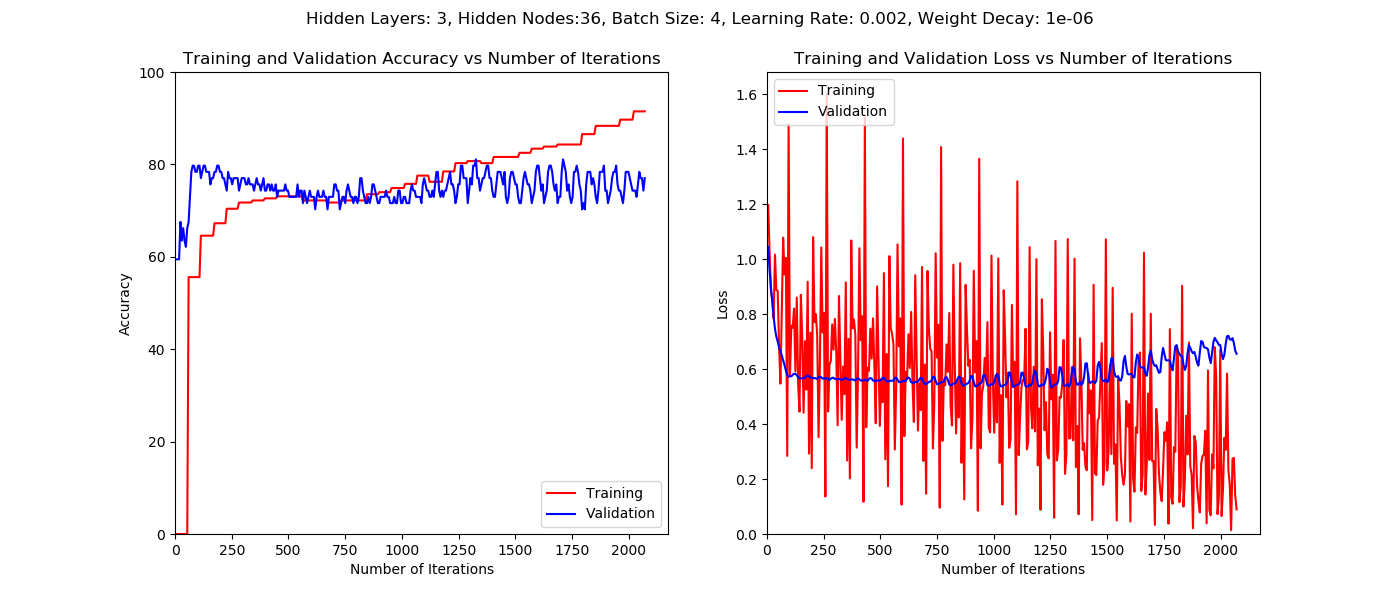 Hidden Layers: 3, Hidden Nodes:36, Batch Size: 4, Learning Rate: 0.002, Weight Decay: 1e-06
Training and Validation Accuracy vs Number of Iterations
100
80
60
40
20
0
Accuracy
0 250 500 750 1000 1250 1500 1750 2000
Number of Iterations
Training
Validation
Training and Validation Loss vs Number of Iterations
1.6
1.4
1.2
1.0
0.8
0.6
0.4
0.2
0.0
Loss
0 250 500 750 1000 1250 1500 1750 2000
Number of Iterations
Training
Validation